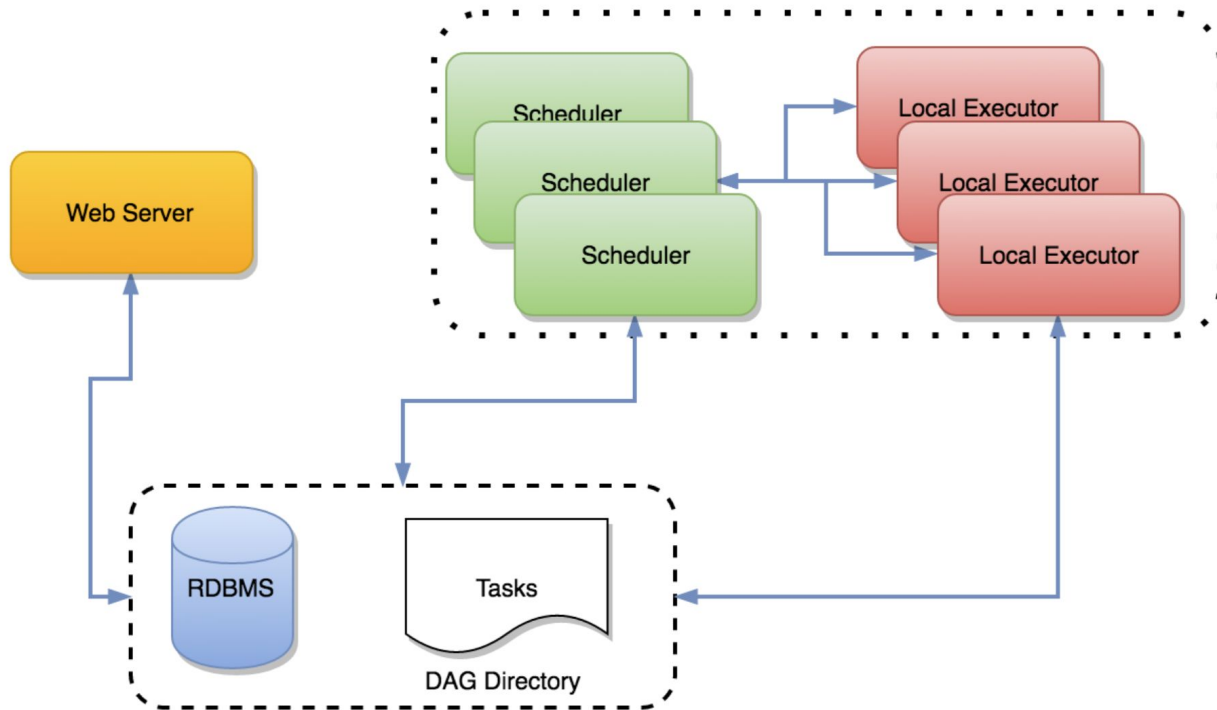 Scheduler
Local Executor
Scheduler
Local Executor
Web Server
Scheduler
Local Executor
RDBMS
Tasks
DAG Directory